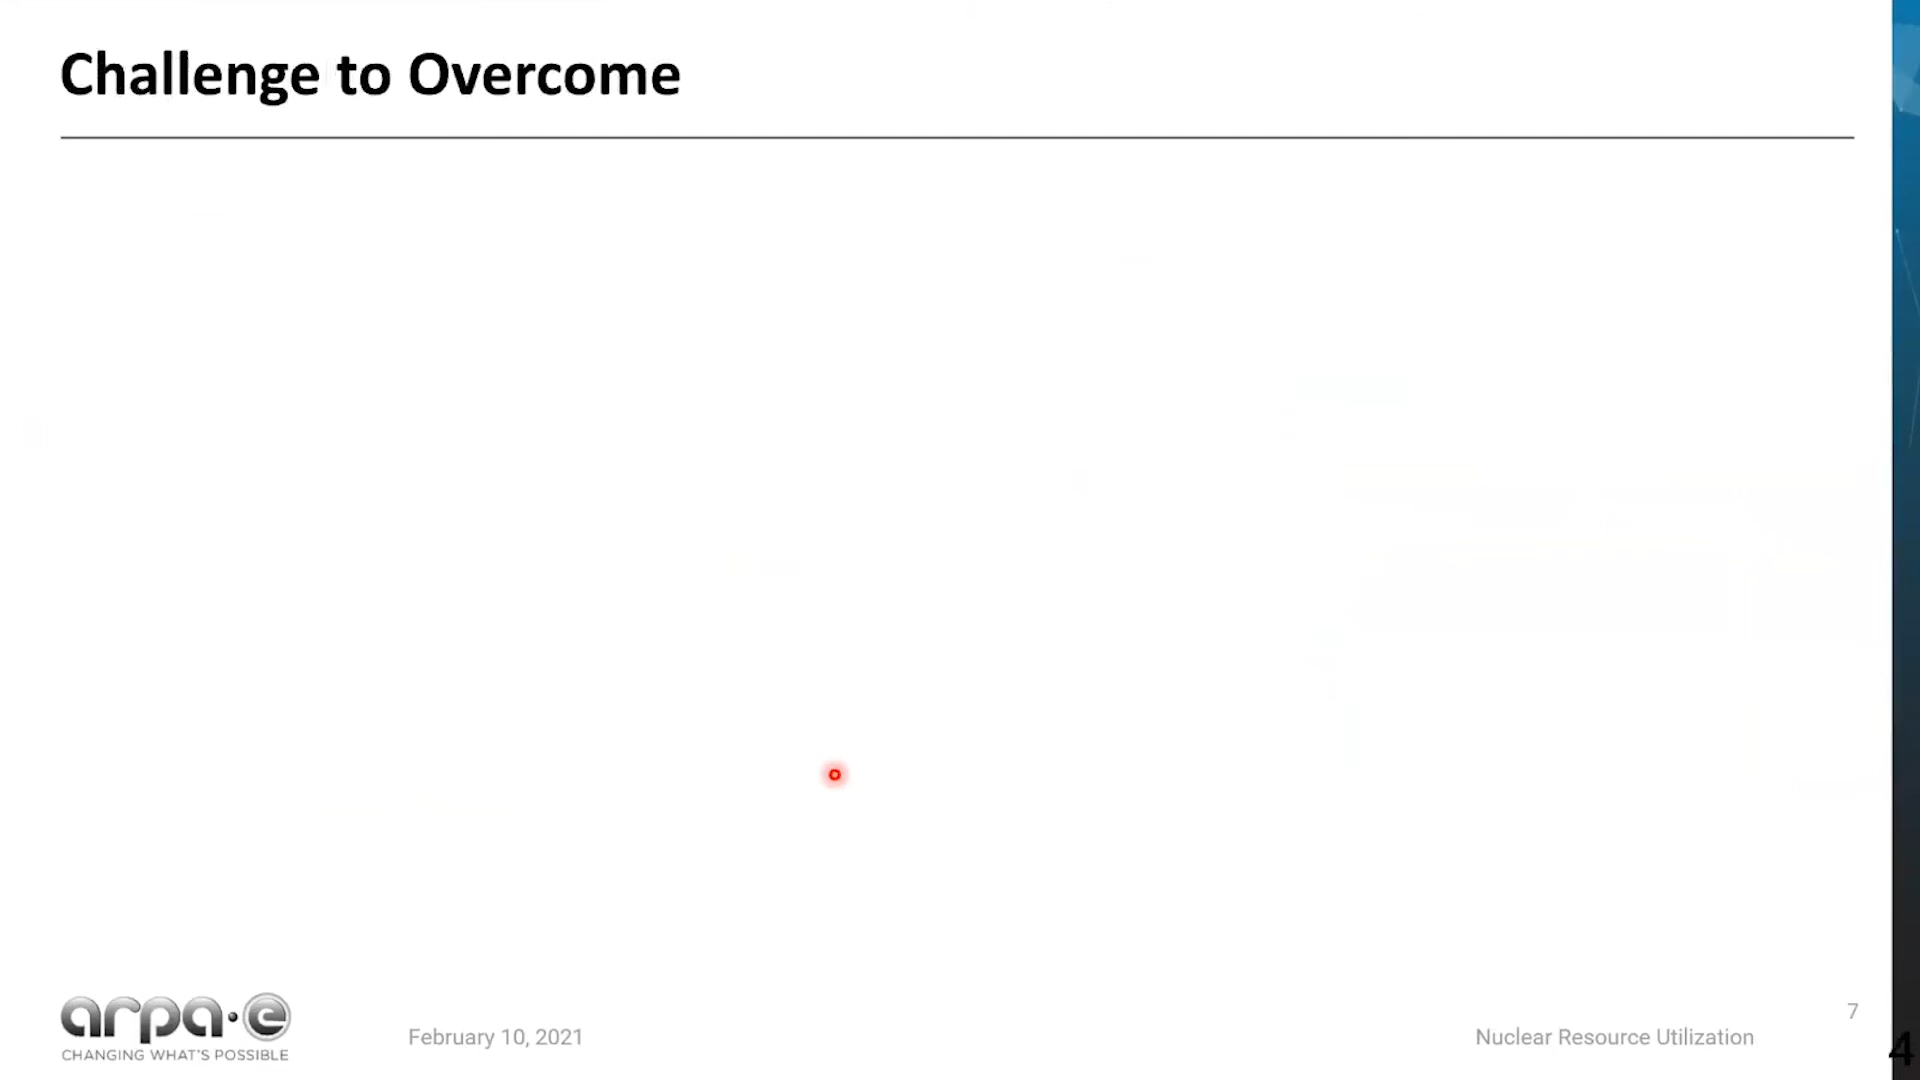 Challenge to Overcome
arpa·e
CHANGING WHAT'S POSSIBLE
February 10, 2021
Nuclear Resource Utilization
7
4